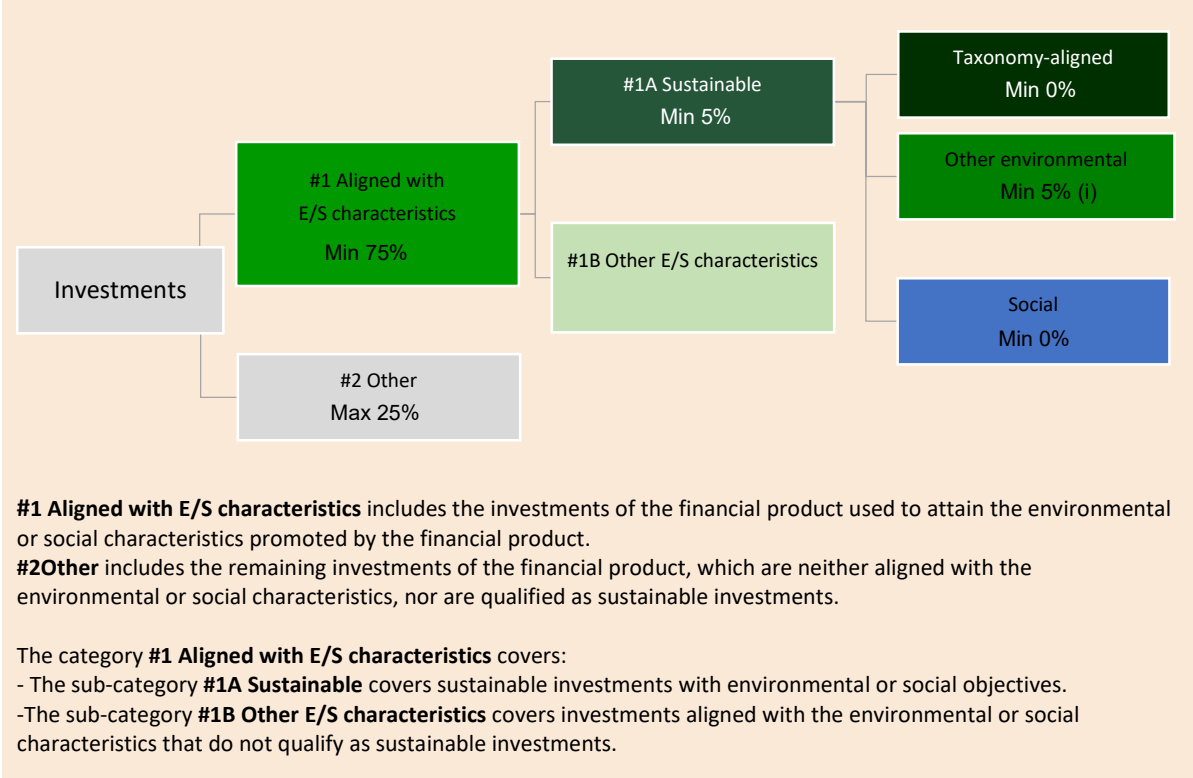 Investments
#1 Aligned with
E/S characteristics
Min 75%
#2 Other
Max 25%
#1A Sustainable
Min 5%
#1B Other E/S characteristics
Taxonomy-aligned
Min 0%
Other environmental
Min 5% (i)
Social
Min 0%
#1 Aligned with E/S characteristics includes the investments of the financial product used to attain the environmental
or social characteristics promoted by the financial product.
#2Other includes the remaining investments of the financial product, which are neither aligned with the
environmental or social characteristics, nor are qualified as sustainable investments.
The category #1 Aligned with E/S characteristics covers:
- The sub-category #1A Sustainable covers sustainable investments with environmental or social objectives.
-The sub-category #1B Other E/S characteristics covers investments aligned with the environmental or social
characteristics that do not qualify as sustainable investments.